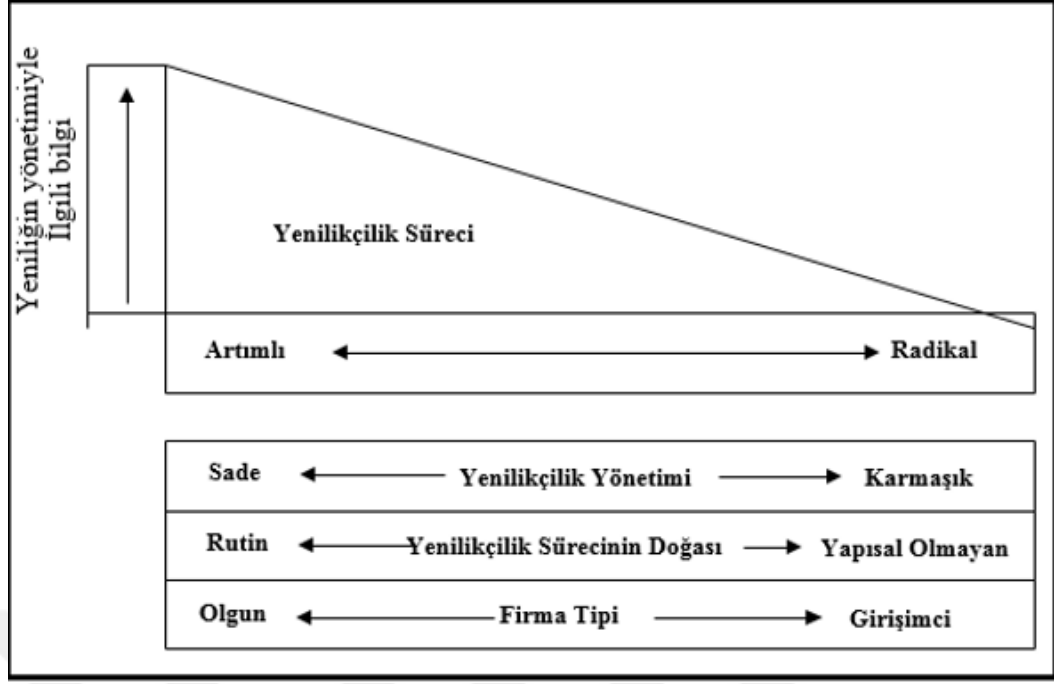 Yeniliğin yönetimiyle
İlgili bilgi
Yenilikçilik Süreci
Artımlı Radikal
Sade Yenilikçilik Yönetimi Karmaşık
Rutin Yenilikçilik Sürecinin Doğası Yapısal Olmayan
Olgun Firma Tipi Girişimci